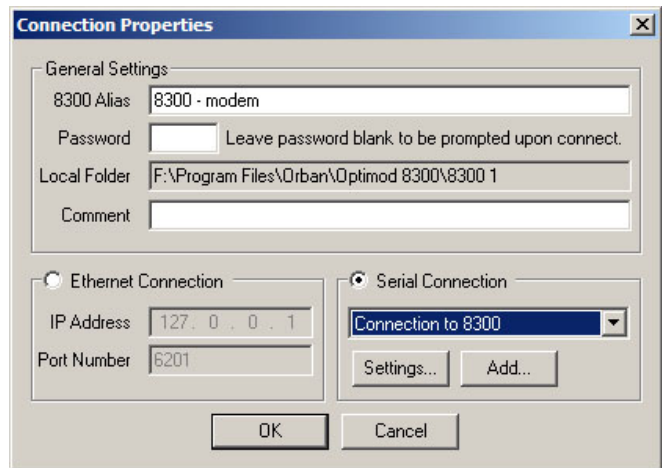 Connection Properties
General Settings
8300 Alias 8300 - modem
Password Leave password blank to be prompted upon connect.
Local Folder F:\Program Files\Orban\Optimod 8300\8300 1
Comment
Ethernet Connection
IP Address 127. 0 . 0 . 1
Port Number 6201
Serial Connection
Connection to 8300
Settings... Add...
OK Cancel